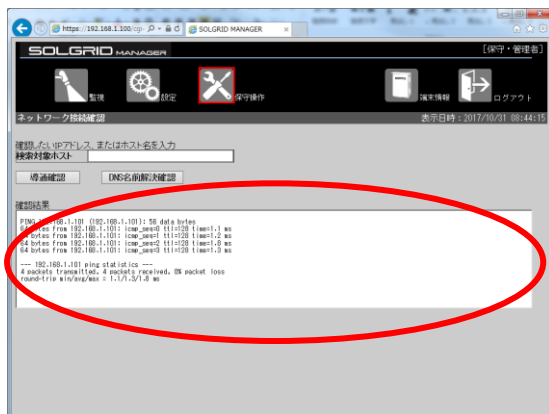 https://192.168.1.100/cgi-
SOLGRID MANAGER
SOLGRID MANAGER
[保守・管理者]
監視
設定
保守操作
端末情報
ログアウト
ネットワーク接続確認
表示日時：2017/10/31 08:44:15
確認したいIPアドレス、またはホスト名を入力
検索対象ホスト
導通確認
DNS名前解決確認
確認結果
PING 192.168.1.101 (192.168.1.101): 56 data bytes
64 bytes from 192.168.1.101: icmp_seq=0 ttl=128 time=1.1 ms
64 bytes from 192.168.1.101: icmp_seq=1 ttl=128 time=1.2 ms
64 bytes from 192.168.1.101: icmp_seq=2 ttl=128 time=1.8 ms
64 bytes from 192.168.1.101: icmp_seq=3 ttl=128 time=1.3 ms
--- 192.168.1.101 ping statistics ---
4 packets transmitted, 4 packets received, 0% packet loss
round-trip min/avg/max = 1.1/1.3/1.8 ms